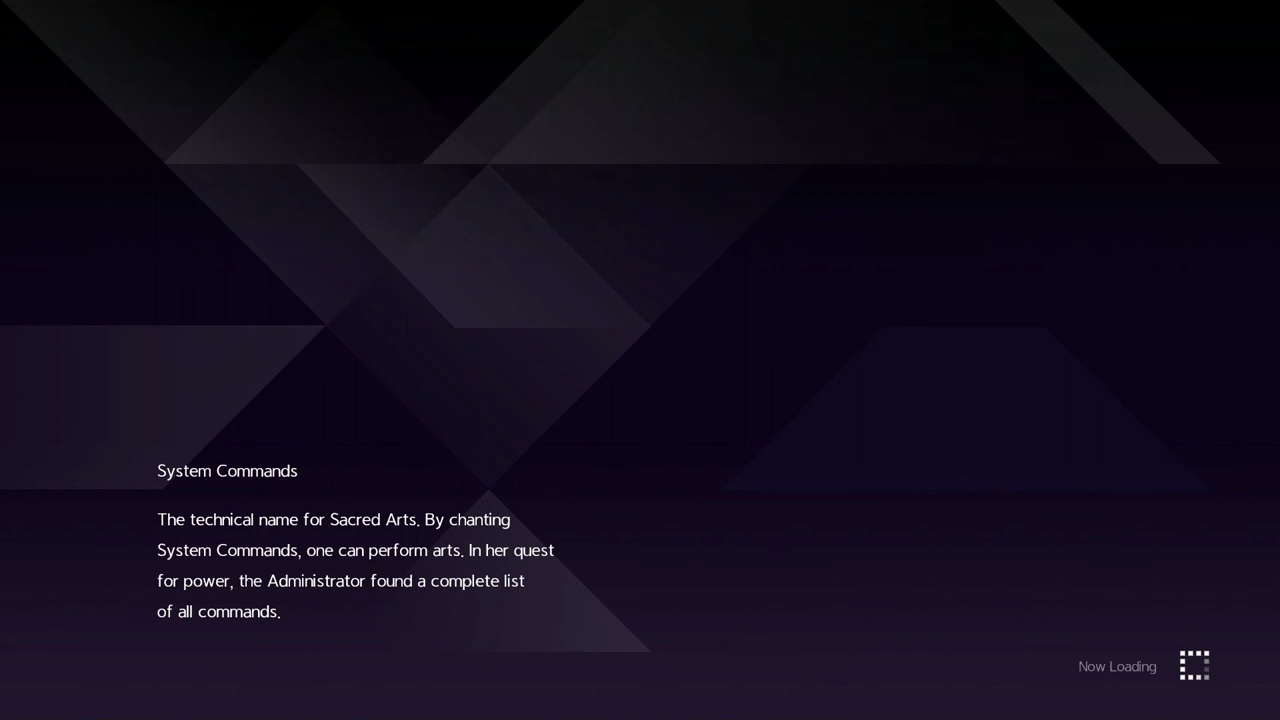 System Commands
The technical name for Sacred Arts. By chanting
System Commands, one can perform arts. In her quest
for power, the Administrator found a complete list
of all commands.
Now Loading